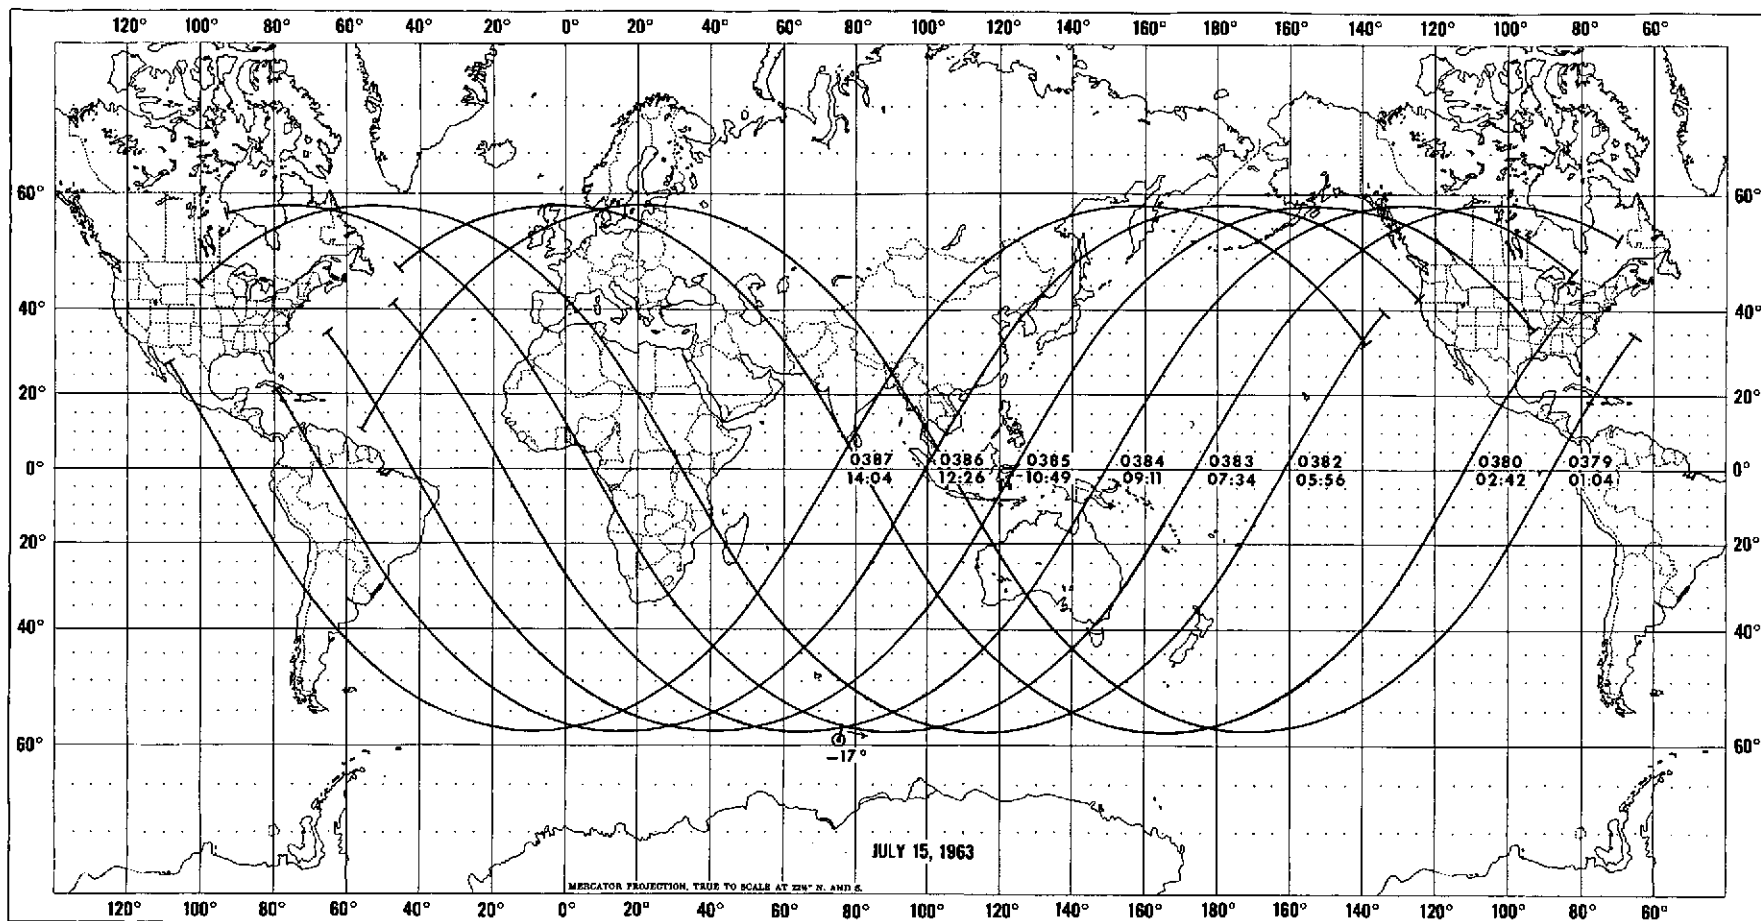 120° 100° 80° 60° 40° 20° 0° 20° 40° 60° 80° 100° 120° 140° 160° 180° 160° 140° 120° 100° 80° 60°
60° 60°
40° 40°
20° 20°
0387 0386 0385 0384 0383 0382 0380 0379
0° 0°
14:04 12:26 10:49 09:11 07:34 05:56 02:42 01:04
20° 20°
40° 40°
60° 60°
-17°
JULY 15, 1963
MERCATOR PROJECTION, TRUE TO SCALE AT 22½° N. AND S.
120° 100° 80° 60° 40° 20° 0° 20° 40° 60° 80° 100° 120° 140° 160° 180° 160° 140° 120° 100° 80° 60°